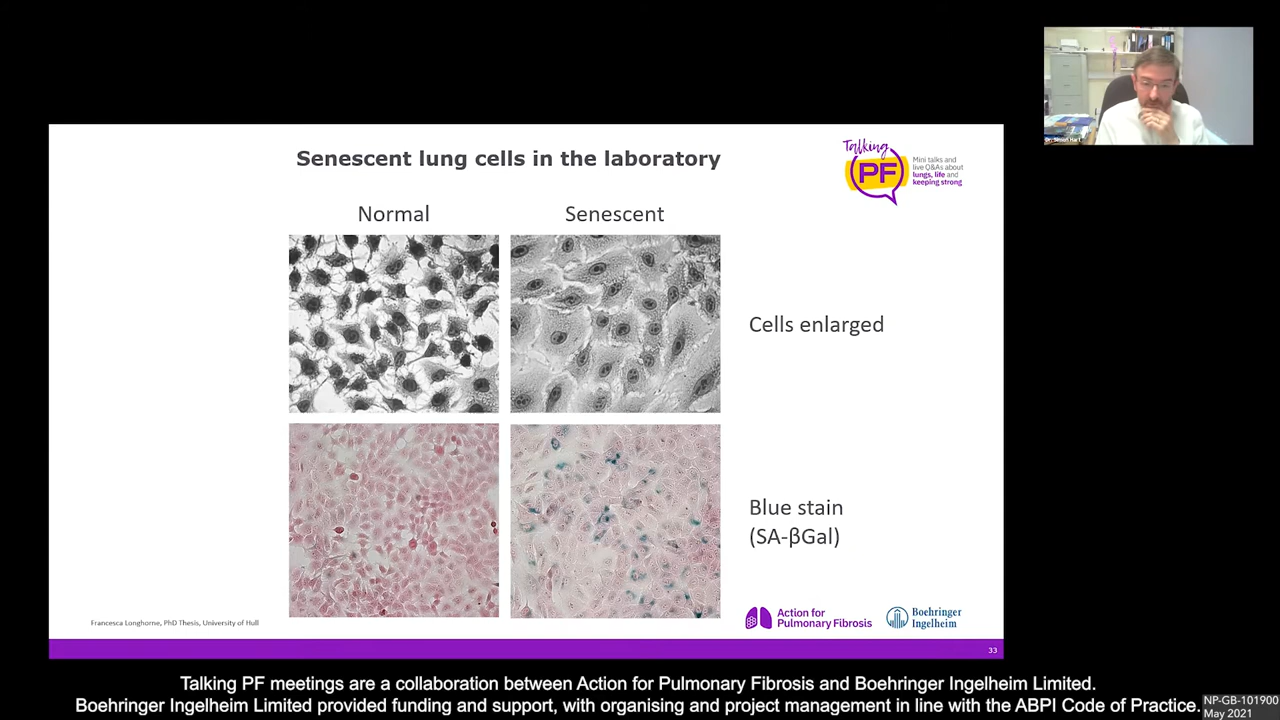 Dr. Simon Hart
Senescent lung cells in the laboratory
Talking
PF
Mini talks and
live Q&As about
lungs, life and
keeping strong
Normal
Senescent
Cells enlarged
Blue stain
(SA-βGal)
Francesca Longhorne, PhD Thesis, University of Hull
Action for
Pulmonary Fibrosis
Boehringer
Ingelheim
33
Talking PF meetings are a collaboration between Action for Pulmonary Fibrosis and Boehringer Ingelheim Limited.
Boehringer Ingelheim Limited provided funding and support, with organising and project management in line with the ABPI Code of Practice.
NP-GB-101900
May 2021